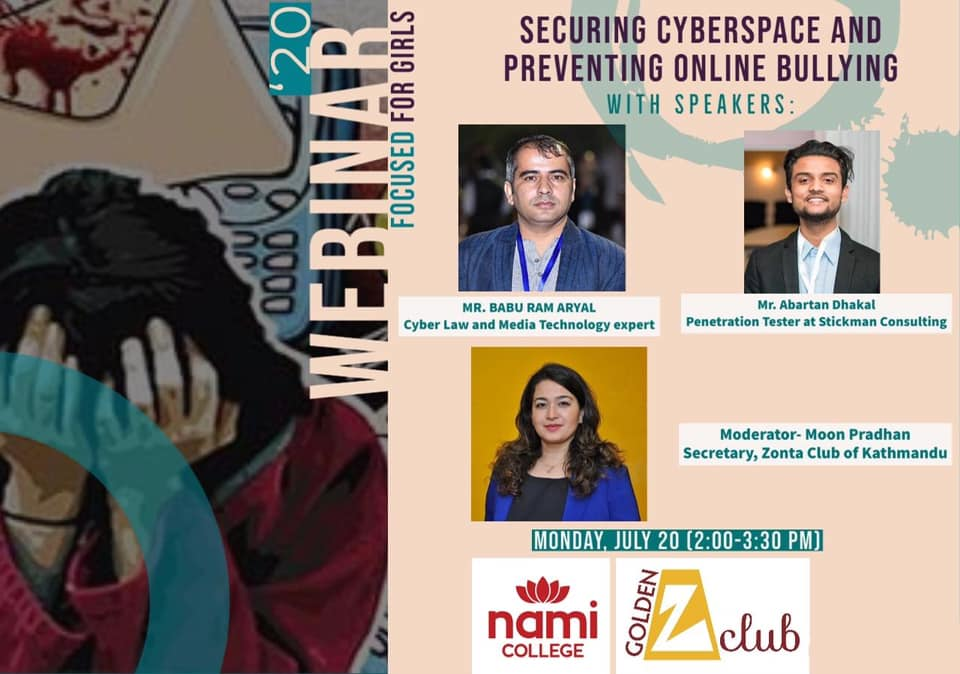 '20
WEBINAR
FOCUSED FOR GIRLS
SECURING CYBERSPACE AND
PREVENTING ONLINE BULLYING
WITH SPEAKERS:
MR. BABU RAM ARYAL
Cyber Law and Media Technology expert
Mr. Abartan Dhakal
Penetration Tester at Stickman Consulting
Moderator- Moon Pradhan
Secretary, Zonta Club of Kathmandu
MONDAY, JULY 20 (2:00-3:30 PM)
nami
COLLEGE
GOLDEN
Z club